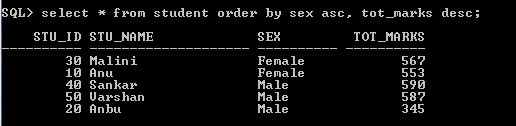 SQL> select * from student order by sex asc, tot_marks desc;
STU_ID STU_NAME SEX TOT_MARKS
---------- -------------------- ---------- ----------
30 Malini Female 567
10 Anu Female 553
40 Sankar Male 590
50 Varshan Male 587
20 Anbu Male 345